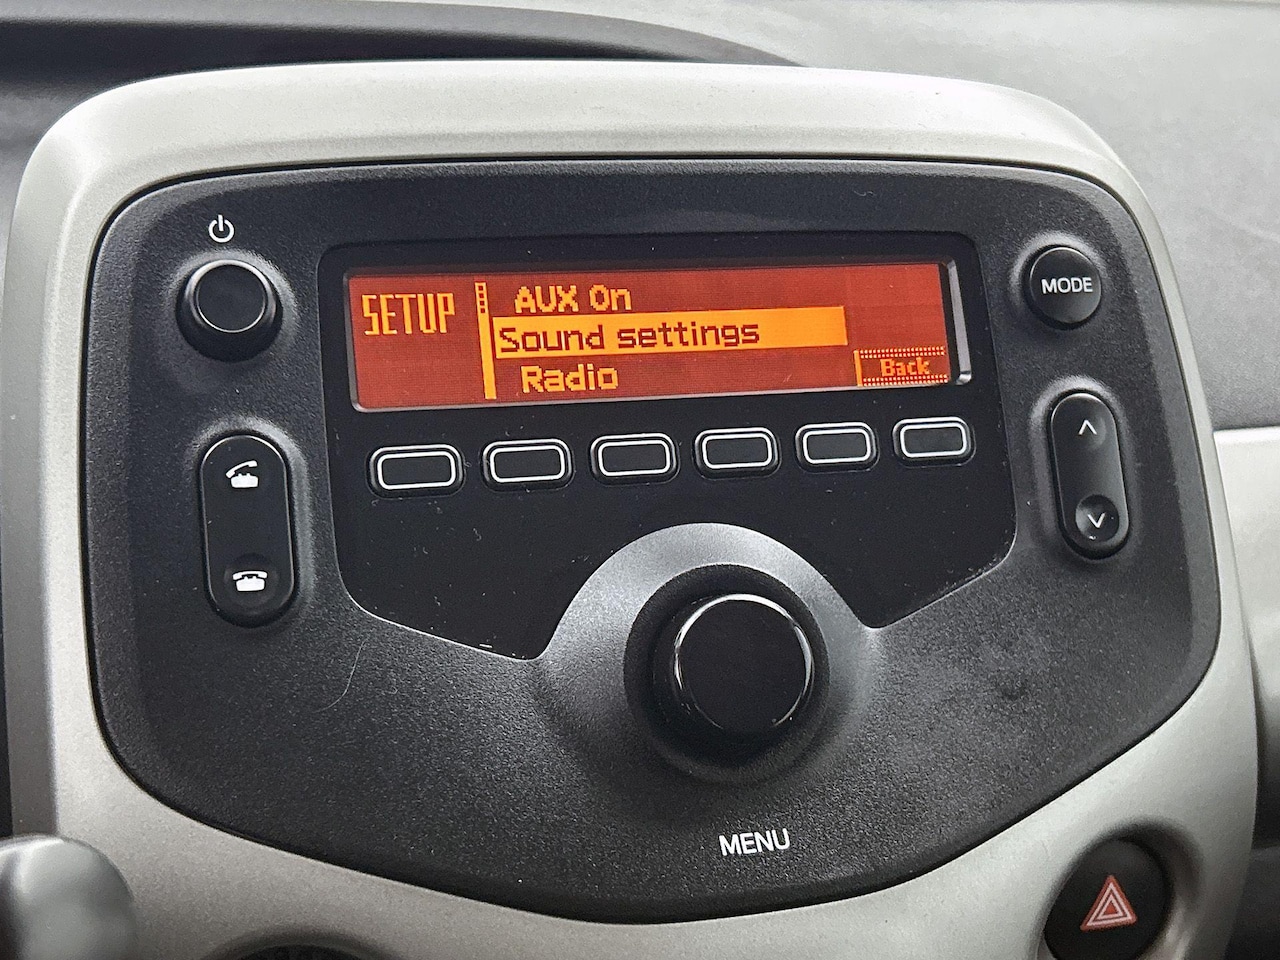 SETUP
AUX On
Sound settings
Radio
Back
MODE
MENU